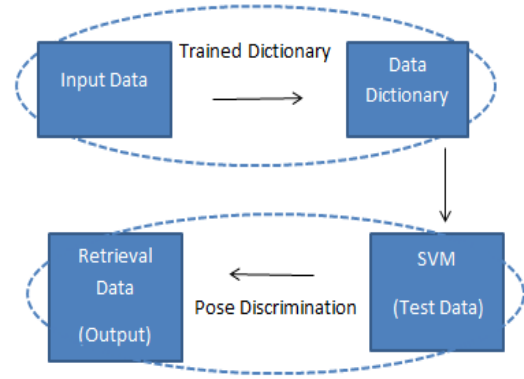 Input Data
Trained Dictionary
Data
Dictionary
Retrieval
Data
(Output)
Pose Discrimination
SVM
(Test Data)